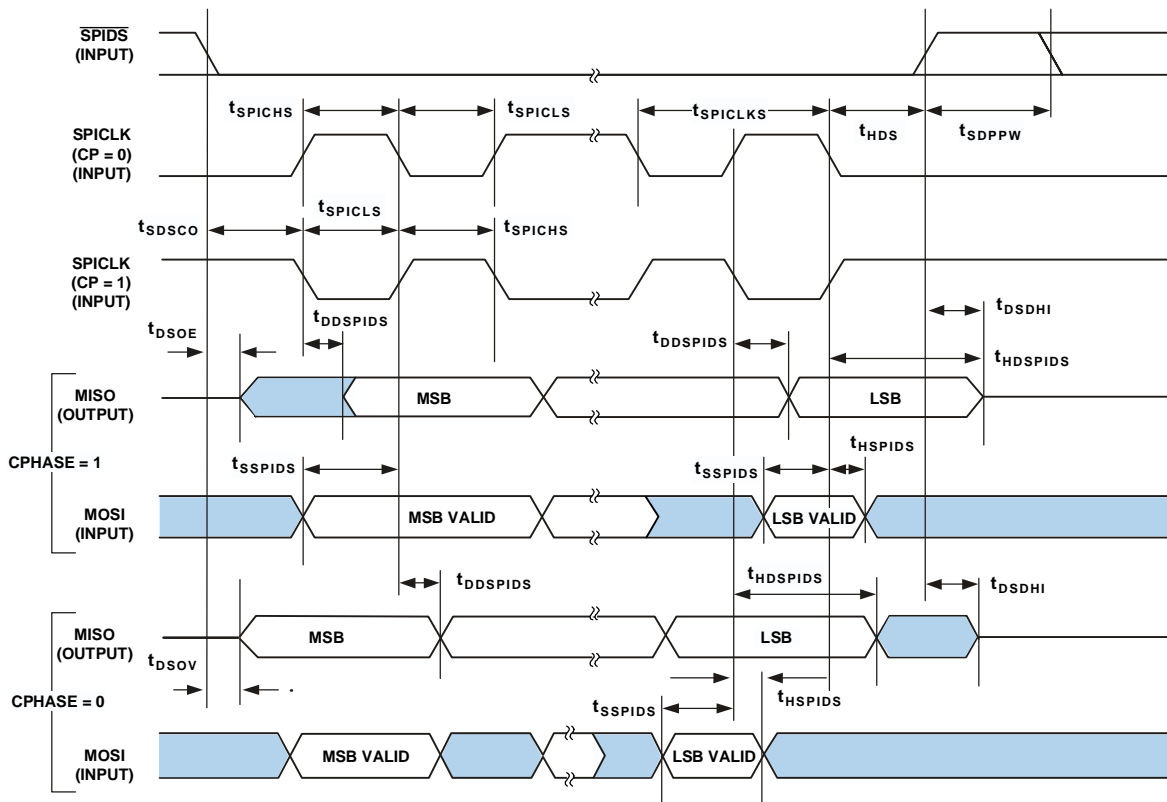 SPIDS
(INPUT)
tSPICHS
tSPICLS
tSPICLKS
tHDS
tSDPPW
SPICLK
(CP = 0)
(INPUT)
tSDSCO
tSPICLS
tSPICHS
SPICLK
(CP = 1)
(INPUT)
tDSOE
tDDSPIDS
tDDSPIDS
tDSDHI
tHDSPIDS
MISO
(OUTPUT)
MSB
LSB
CPHASE = 1
tSSPIDS
tSSPIDS
tHSPIDS
MOSI
(INPUT)
MSB VALID
LSB VALID
tDDSPIDS
tHDSPIDS
tDSDHI
MISO
(OUTPUT)
MSB
LSB
tDSOV
CPHASE = 0
tSSPIDS
tHSPIDS
MOSI
(INPUT)
MSB VALID
LSB VALID